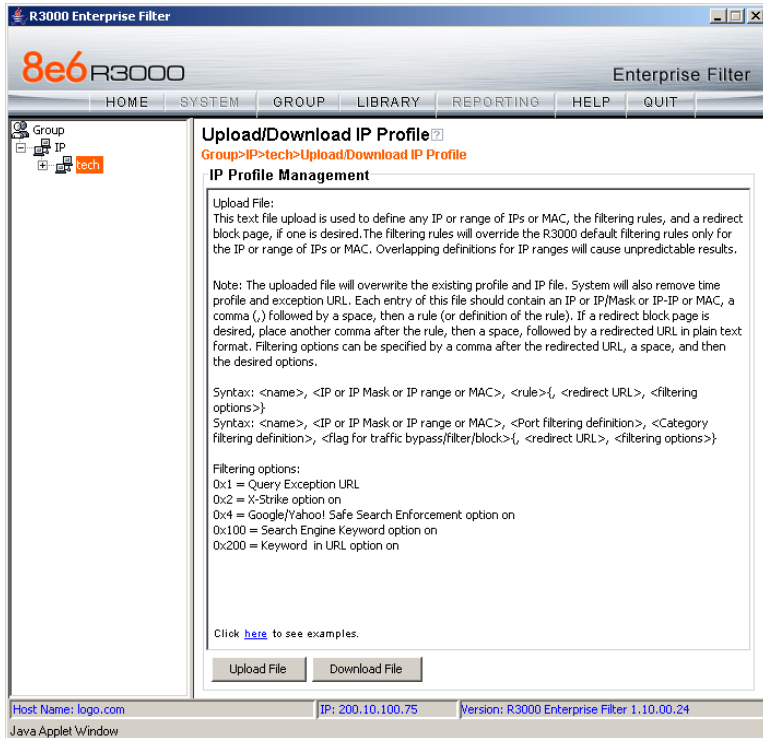 R3000 Enterprise Filter
8e6 R3000
Enterprise Filter
HOME SYSTEM GROUP LIBRARY REPORTING HELP QUIT
Group
IP
tech
Upload/Download IP Profile ?
Group>IP>tech>Upload/Download IP Profile
IP Profile Management
Upload File:
This text file upload is used to define any IP or range of IPs or MAC, the filtering rules, and a redirect
block page, if one is desired.The filtering rules will override the R3000 default filtering rules only for
the IP or range of IPs or MAC. Overlapping definitions for IP ranges will cause unpredictable results.
Note: The uploaded file will overwrite the existing profile and IP file. System will also remove time
profile and exception URL. Each entry of this file should contain an IP or IP/Mask or IP-IP or MAC, a
comma (,) followed by a space, then a rule (or definition of the rule). If a redirect block page is
desired, place another comma after the rule, then a space, followed by a redirected URL in plain text
format. Filtering options can be specified by a comma after the redirected URL, a space, and then
the desired options.
Syntax: <name>, <IP or IP Mask or IP range or MAC>, <rule>{, <redirect URL>, <filtering
options>}
Syntax: <name>, <IP or IP Mask or IP range or MAC>, <Port filtering definition>, <Category
filtering definition>, <flag for traffic bypass/filter/block>{, <redirect URL>, <filtering options>}
Filtering options:
0x1 = Query Exception URL
0x2 = X-Strike option on
0x4 = Google/Yahoo! Safe Search Enforcement option on
0x100 = Search Engine Keyword option on
0x200 = Keyword in URL option on
Click here to see examples.
Upload File Download File
Host Name: logo.com IP: 200.10.100.75 Version: R3000 Enterprise Filter 1.10.00.24
Java Applet Window